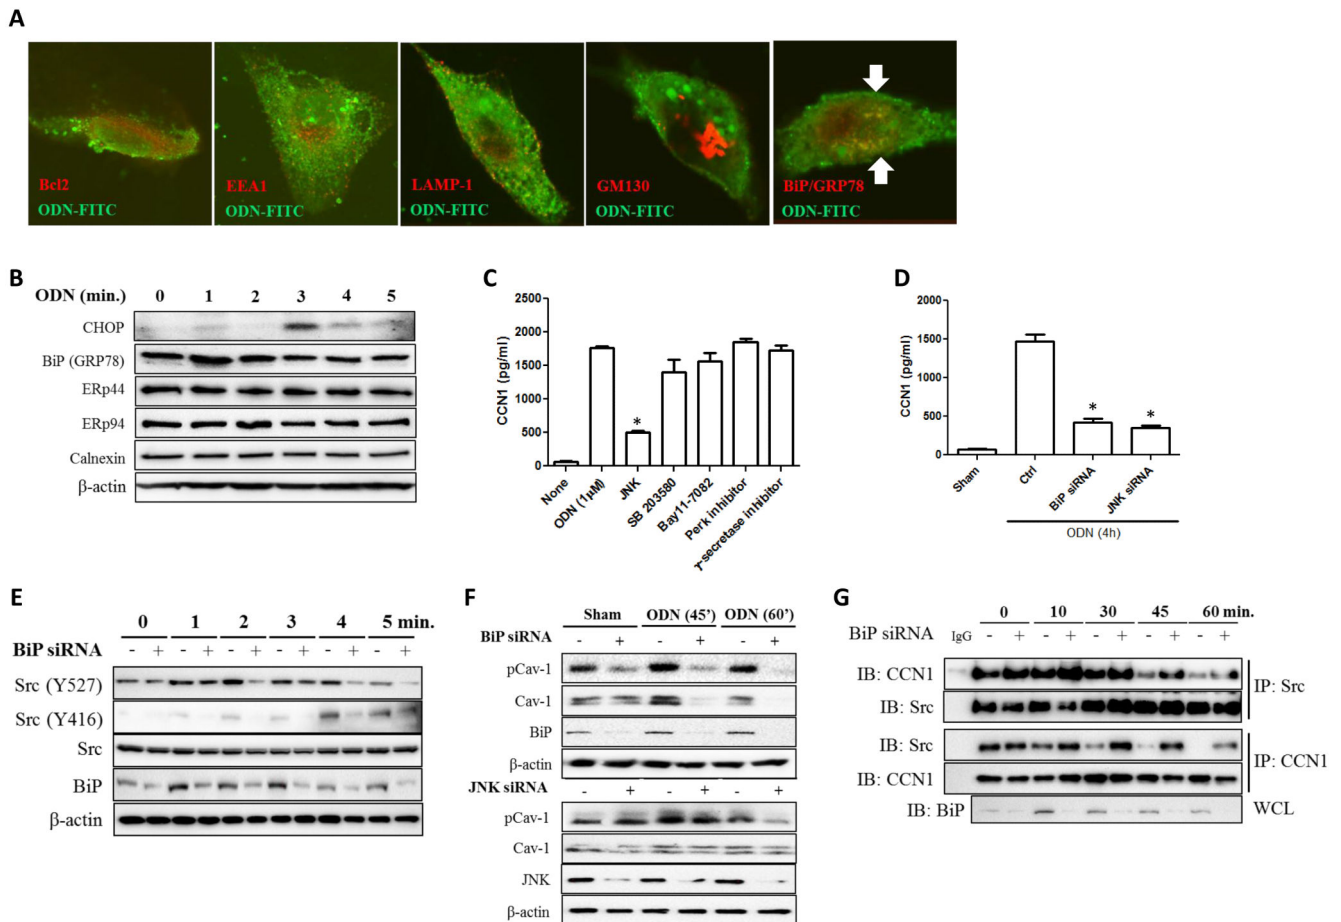 A
Bcl2
ODN-FITC
EEA1
ODN-FITC
LAMP-1
ODN-FITC
GM130
ODN-FITC
BiP/GRP78
ODN-FITC
B
ODN (min.) 0 1 2 3 4 5
CHOP
BiP (GRP78)
ERp44
ERp94
Calnexin
β-actin
C
CCN1 (pg/ml)
2500
2000
1500
1000
500
0
*
None
ODN (1μM)
JNK
SB 203580
Bay11-7082
Perk inhibitor
γ-secretase inhibitor
D
CCN1 (pg/ml)
2000
1500
1000
500
0
* *
Sham
Ctrl
BiP siRNA
JNK siRNA
ODN (4h)
E
0 1 2 3 4 5 min.
BiP siRNA - + - + - + - + - + - +
Src (Y527)
Src (Y416)
Src
BiP
β-actin
F
Sham ODN (45') ODN (60')
BiP siRNA - + - + - +
pCav-1
Cav-1
BiP
β-actin
JNK siRNA - + - + - +
pCav-1
Cav-1
JNK
β-actin
G
0 10 30 45 60 min.
BiP siRNA IgG - + - + - + - + - +
IB: CCN1
IB: Src
IP: Src
IB: Src
IB: CCN1
IP: CCN1
IB: BiP WCL